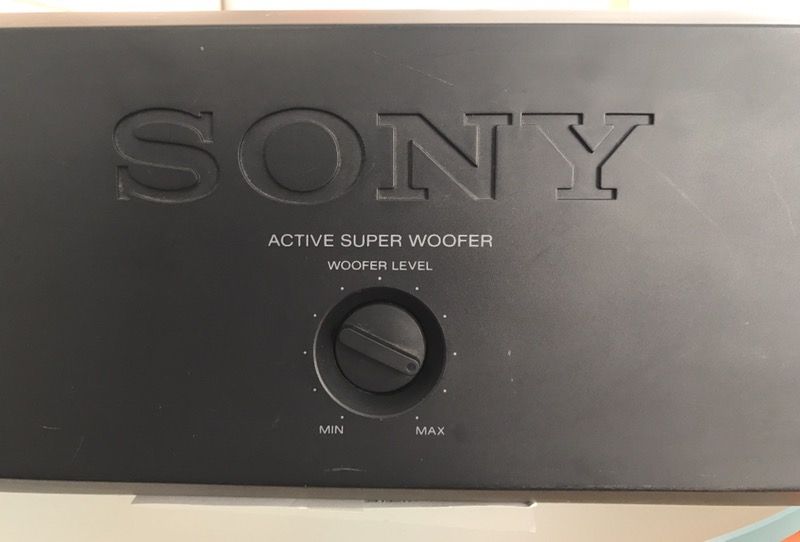 SONY
ACTIVE SUPER WOOFER
WOOFER LEVEL
MIN MAX